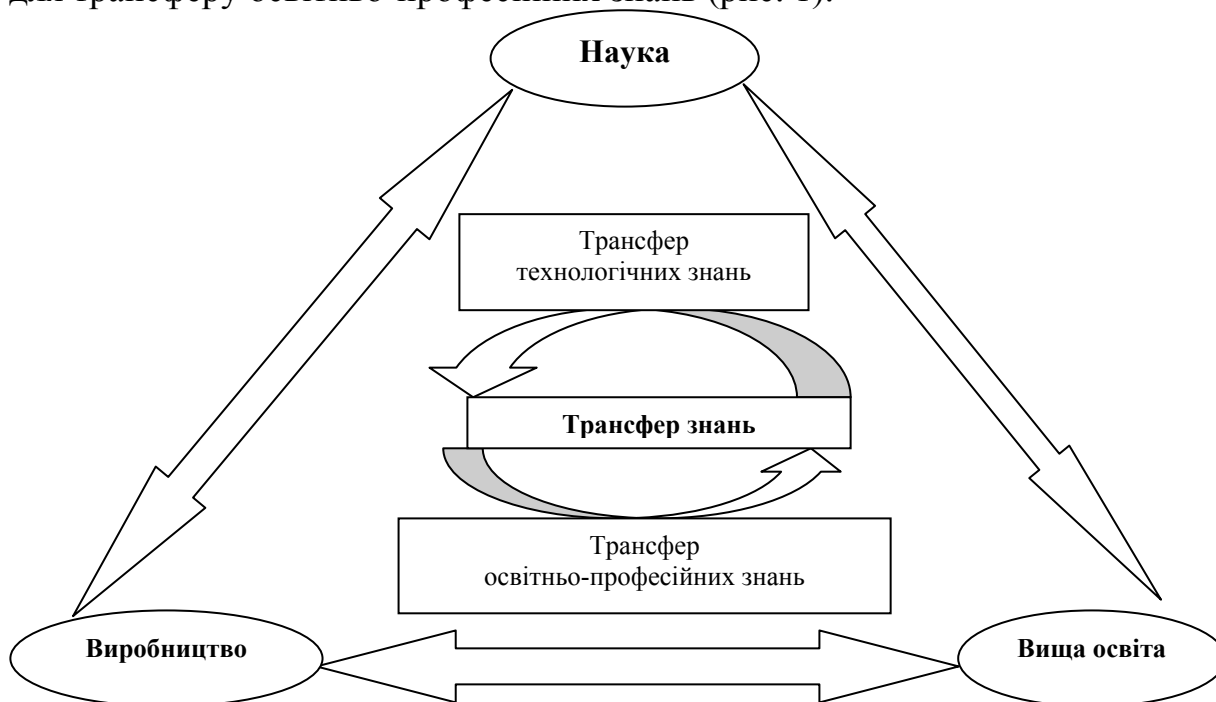 для трансферу освітньо-професійних знань (рис. 1).
Наука
Трансфер
технологічних знань
Трансфер знань
Трансфер
освітньо-професійних знань
Виробництво
Вища освіта